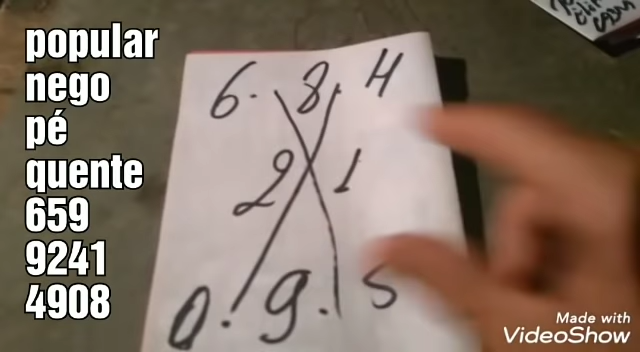 popular
nego
pé
quente
659
9241
4908
6. 8 4
2 1
0. 9. 5
Made with
VideoShow